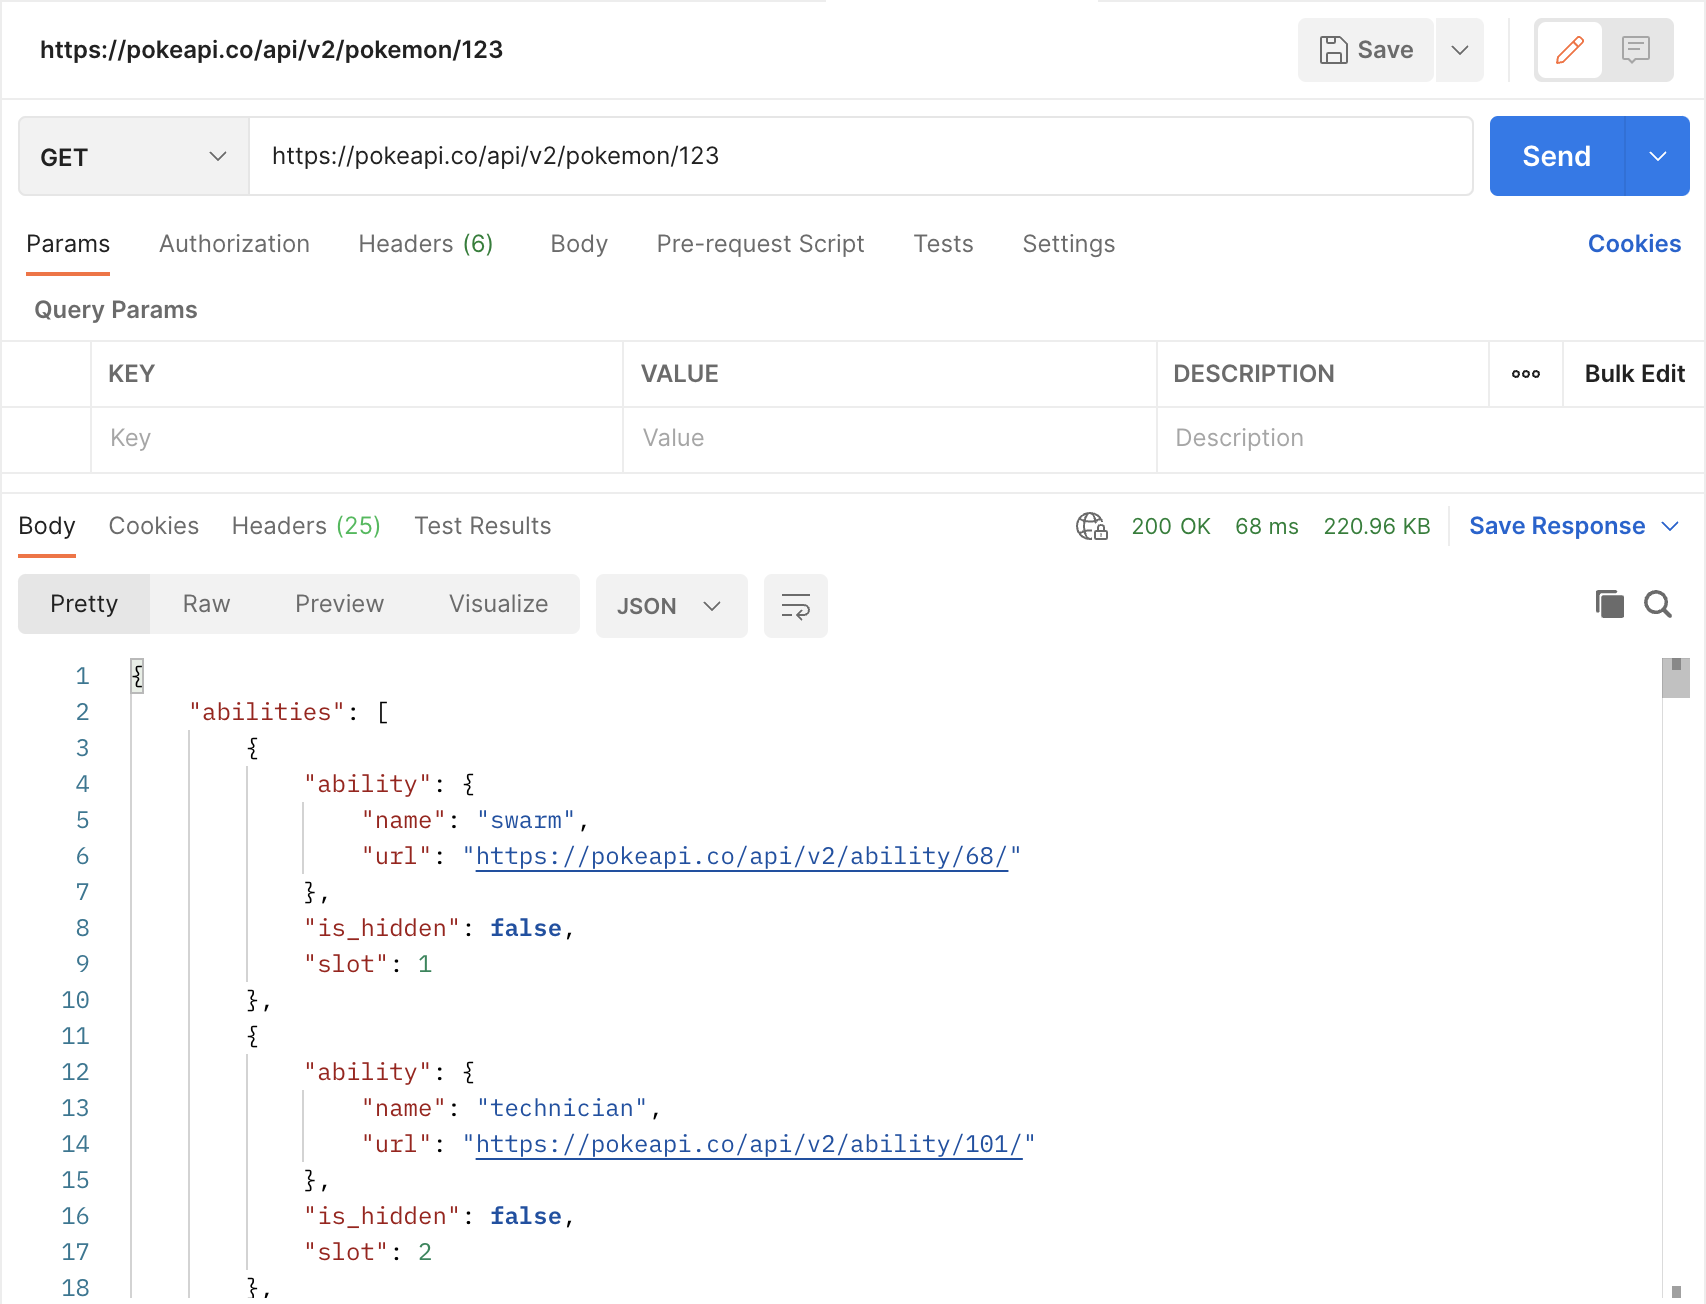 https://pokeapi.co/api/v2/pokemon/123 Save
GET https://pokeapi.co/api/v2/pokemon/123 Send
Params Authorization Headers (6) Body Pre-request Script Tests Settings Cookies
Query Params
KEY VALUE DESCRIPTION ooo Bulk Edit
Key Value Description
Body Cookies Headers (25) Test Results 200 OK 68 ms 220.96 KB Save Response
Pretty Raw Preview Visualize JSON
1 {
2 "abilities": [
3 {
4 "ability": {
5 "name": "swarm",
6 "url": "https://pokeapi.co/api/v2/ability/68/"
7 },
8 "is_hidden": false,
9 "slot": 1
10 },
11 {
12 "ability": {
13 "name": "technician",
14 "url": "https://pokeapi.co/api/v2/ability/101/"
15 },
16 "is_hidden": false,
17 "slot": 2
18 },